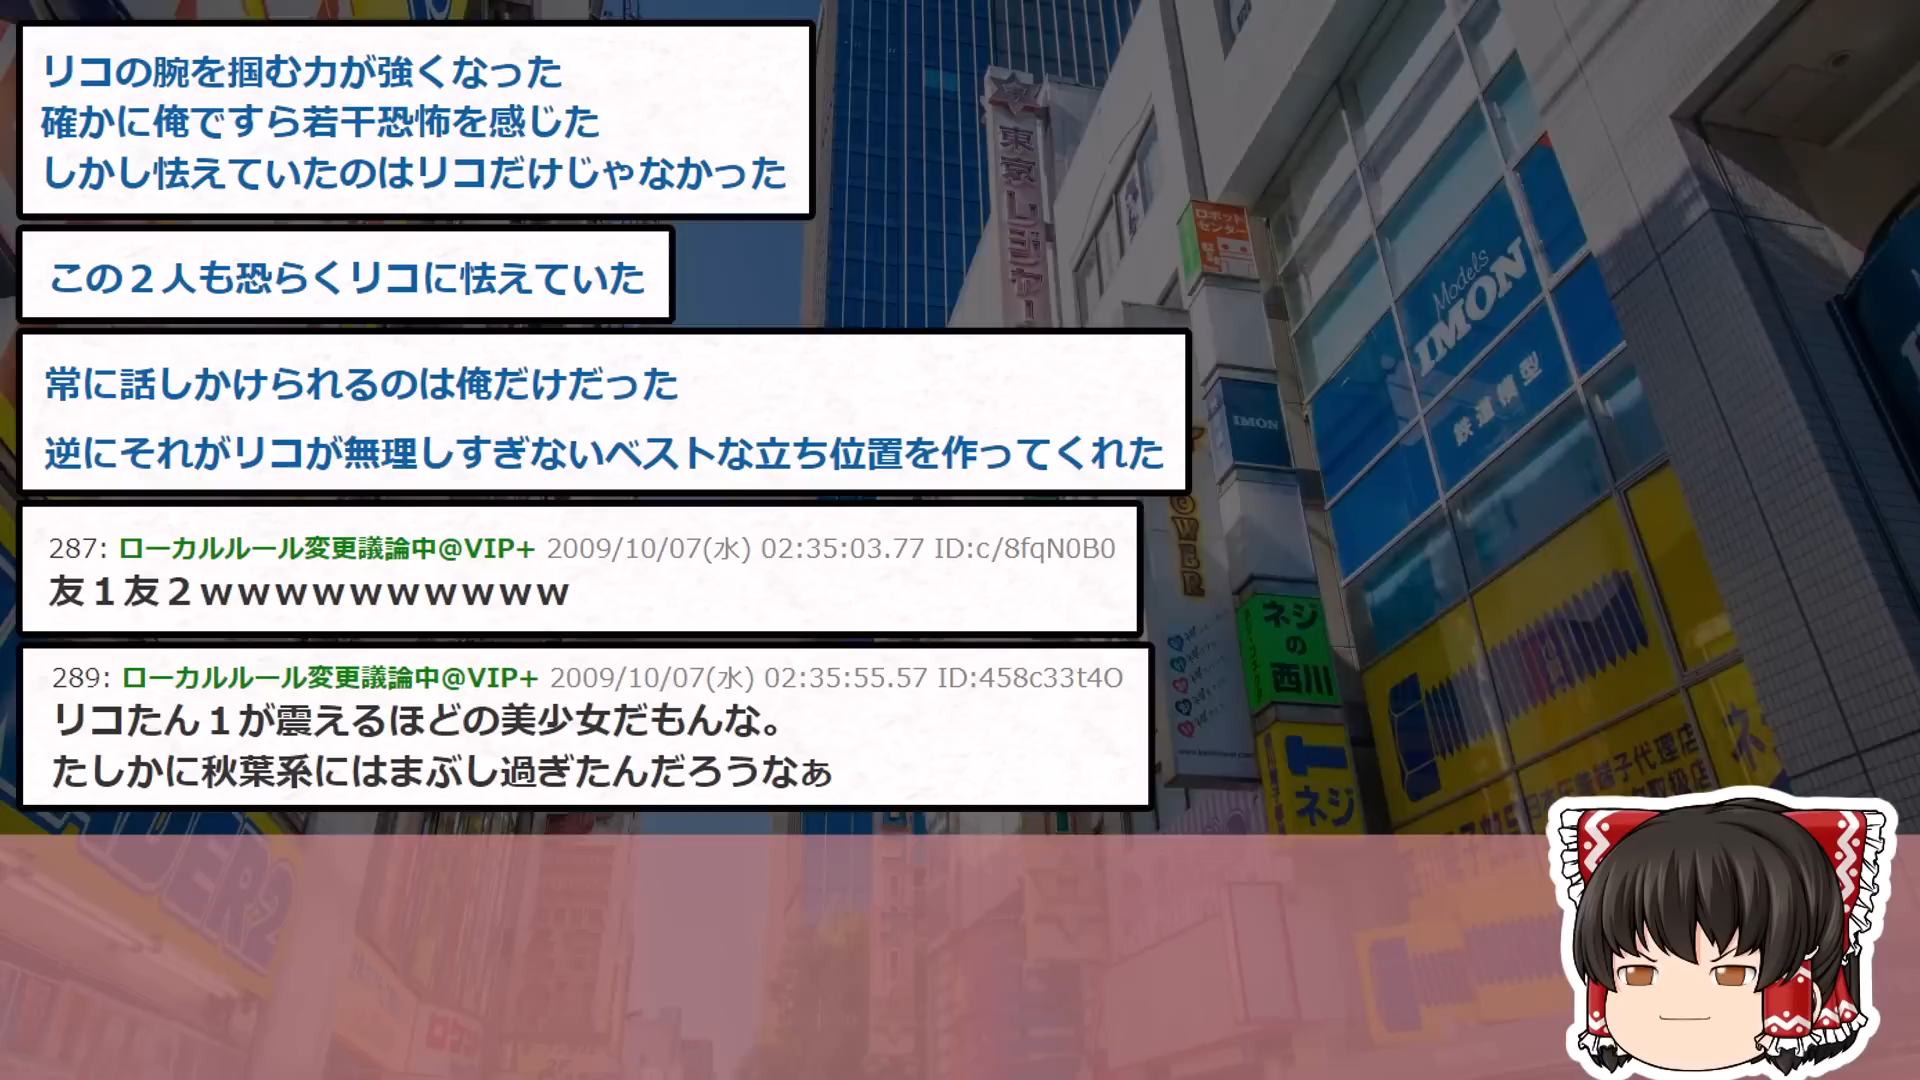 リコの腕を掴む力が強くなった
確かに俺ですら若干恐怖を感じた
しかし怯えていたのはリコだけじゃなかった
この２人も恐らくリコに怯えていた
常に話しかけられるのは俺だけだった
逆にそれがリコが無理しすぎないベストな立ち位置を作ってくれた
287: ローカルルール変更議論中@VIP+ 2009/10/07(水) 02:35:03.77 ID:c/8fqN0B0
友１友２ｗｗｗｗｗｗｗｗｗｗ
289: ローカルルール変更議論中@VIP+ 2009/10/07(水) 02:35:55.57 ID:458c33t4O
リコたん１が震えるほどの美少女だもんな。
たしかに秋葉系にはまぶし過ぎたんだろうなぁ
東京レジャー
ロボット
センター
Models
IMON
鉄道模型
IMON
ネジ
の
西川
ネジ